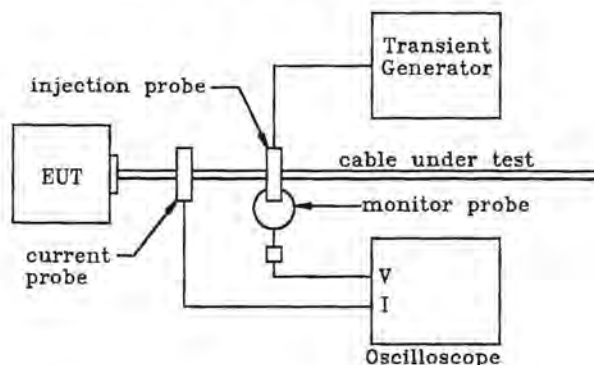 Transient
Generator
injection probe
EUT
cable under test
monitor probe
current
probe
V
I
Oscilloscope